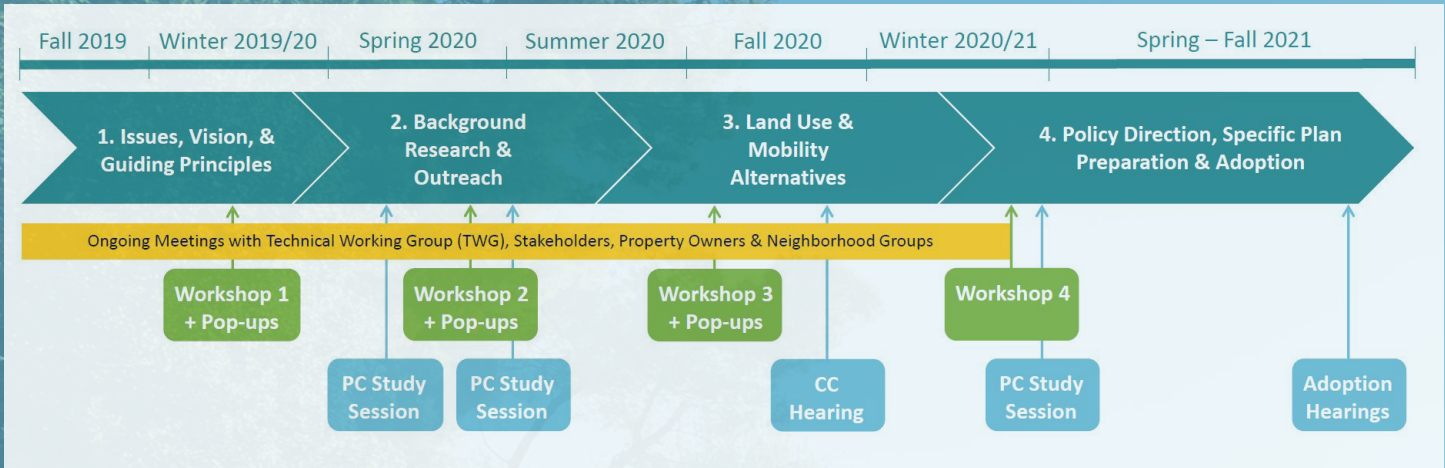 Fall 2019
Winter 2019/20
Spring 2020
Summer 2020
Fall 2020
Winter 2020/21
Spring – Fall 2021
1. Issues, Vision, &
Guiding Principles
2. Background
Research &
Outreach
3. Land Use &
Mobility
Alternatives
4. Policy Direction, Specific Plan
Preparation & Adoption
Ongoing Meetings with Technical Working Group (TWG), Stakeholders, Property Owners & Neighborhood Groups
Workshop 1
+ Pop-ups
Workshop 2
+ Pop-ups
Workshop 3
+ Pop-ups
Workshop 4
PC Study
Session
PC Study
Session
CC
Hearing
PC Study
Session
Adoption
Hearings